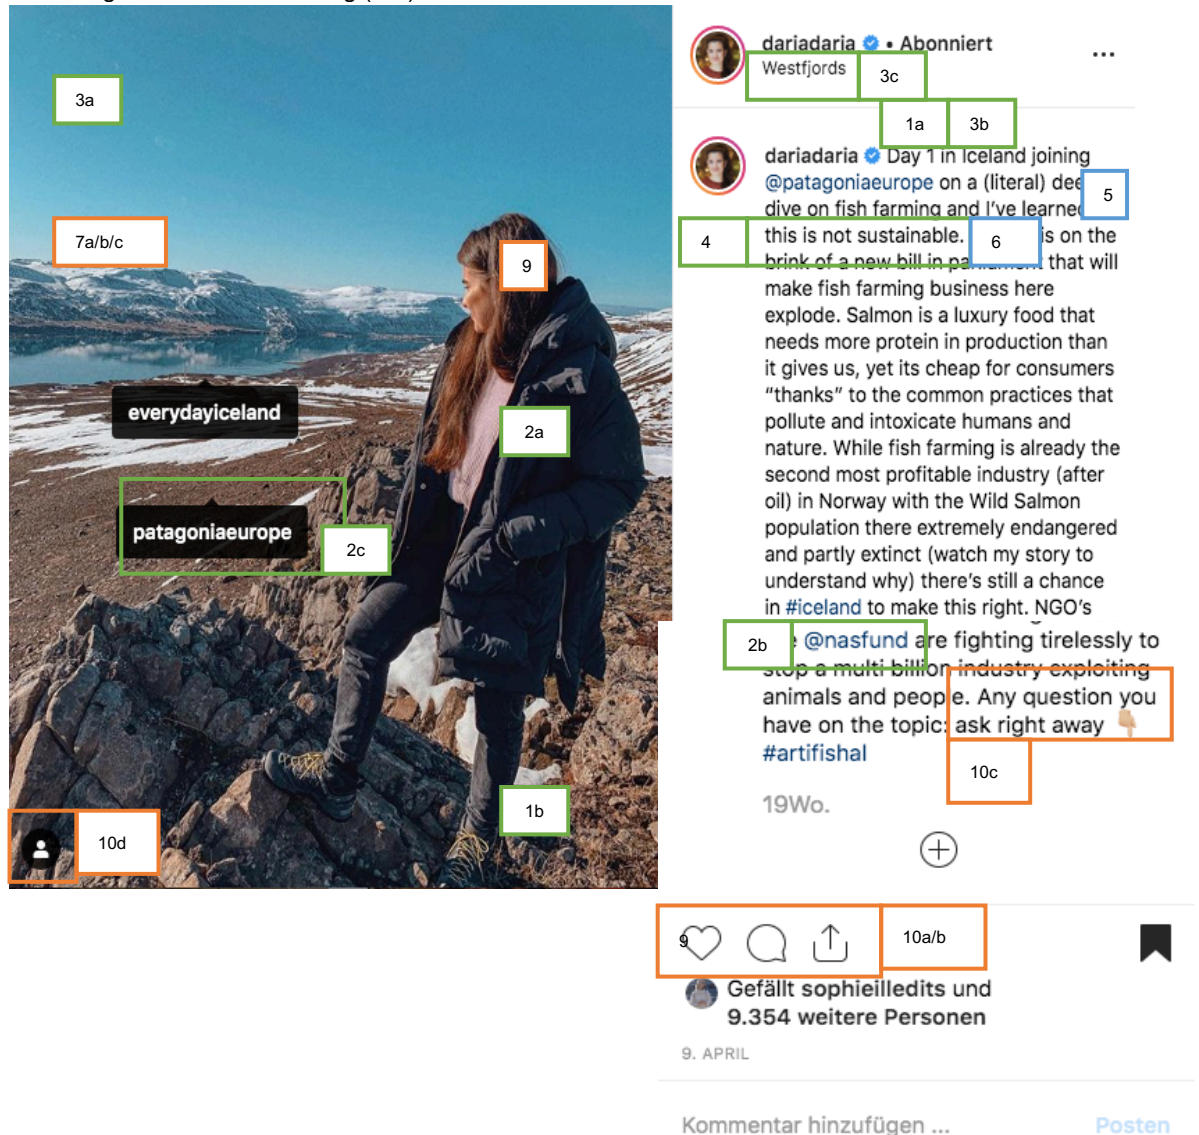 3a
7a/b/c
9
everydayiceland
2a
patagoniaeurope
2c
1b
10d
dariadaria • Abonniert
Westfjords
3c
1a
3b
dariadaria Day 1 in Iceland joining
@patagoniaeurope on a (literal) dee
5
dive on fish farming and I've learned
4
this is not sustainable.
6
is on the
brink of a new bill in parliament that will
make fish farming business here
explode. Salmon is a luxury food that
needs more protein in production than
it gives us, yet its cheap for consumers
"thanks" to the common practices that
pollute and intoxicate humans and
nature. While fish farming is already the
second most profitable industry (after
oil) in Norway with the Wild Salmon
population there extremely endangered
and partly extinct (watch my story to
understand why) there's still a chance
in #iceland to make this right. NGO's
2b
@nasfund are fighting tirelessly to
stop a multi billion industry exploiting
animals and people. Any question you
have on the topic: ask right away
#artifishal
10c
19Wo.
9
10a/b
Gefällt sophieilledits und
9.354 weitere Personen
9. APRIL
Kommentar hinzufügen ...
Posten